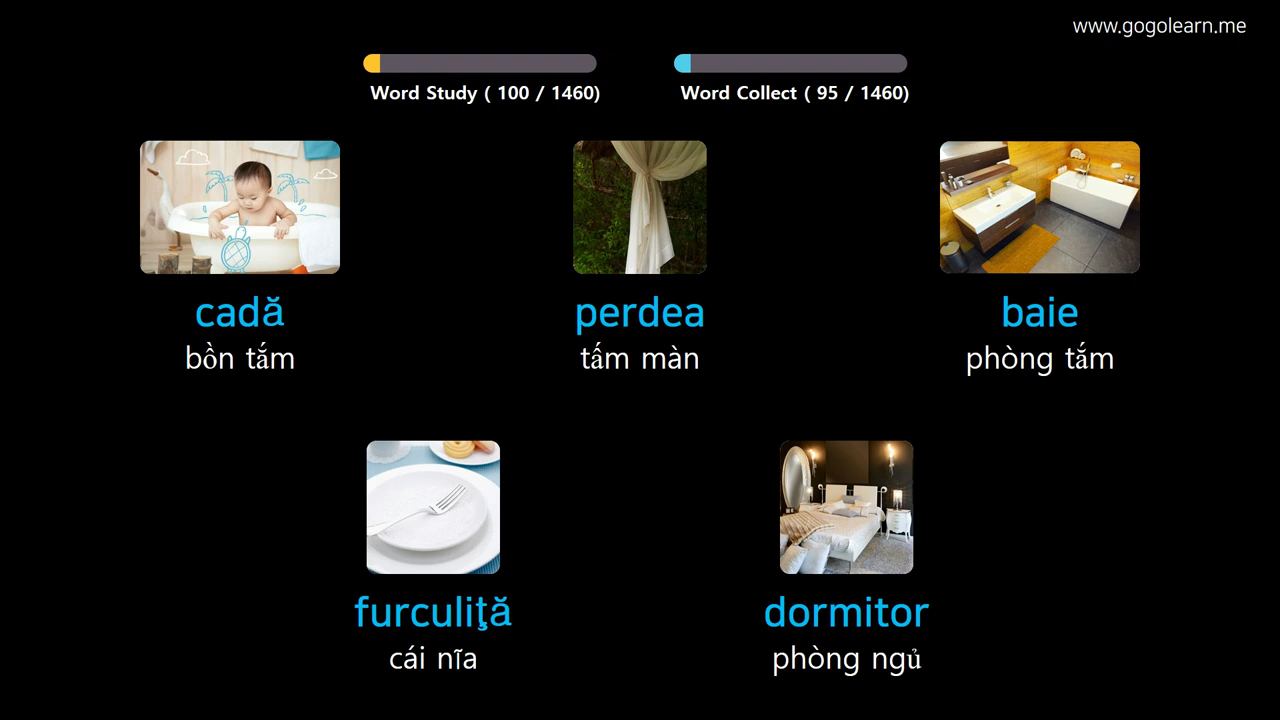 www.gogolearn.me
Word Study ( 100 / 1460)
Word Collect ( 95 / 1460)
cadă
bồn tắm
perdea
tấm màn
baie
phòng tắm
furculiţă
cái nĩa
dormitor
phòng ngủ